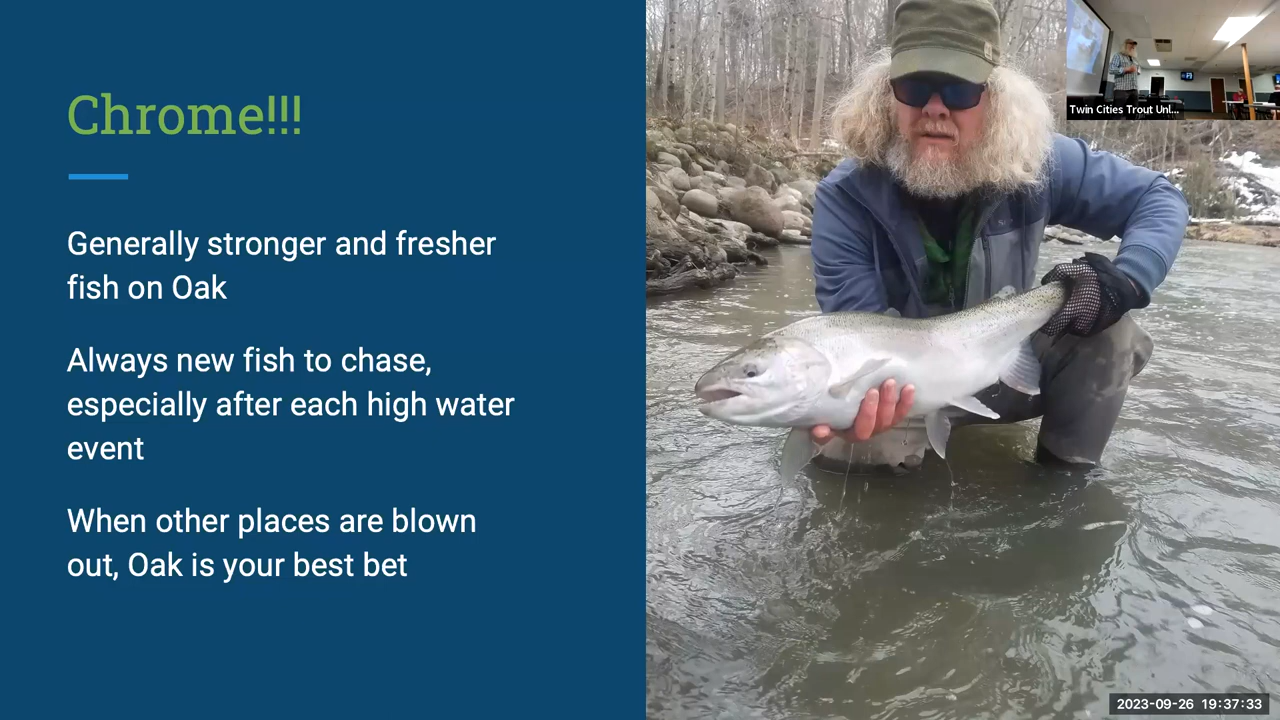 Chrome!!!
Generally stronger and fresher
fish on Oak
Always new fish to chase,
especially after each high water
event
When other places are blown
out, Oak is your best bet
Twin Cities Trout Unl...
2023-09-26 19:37:33